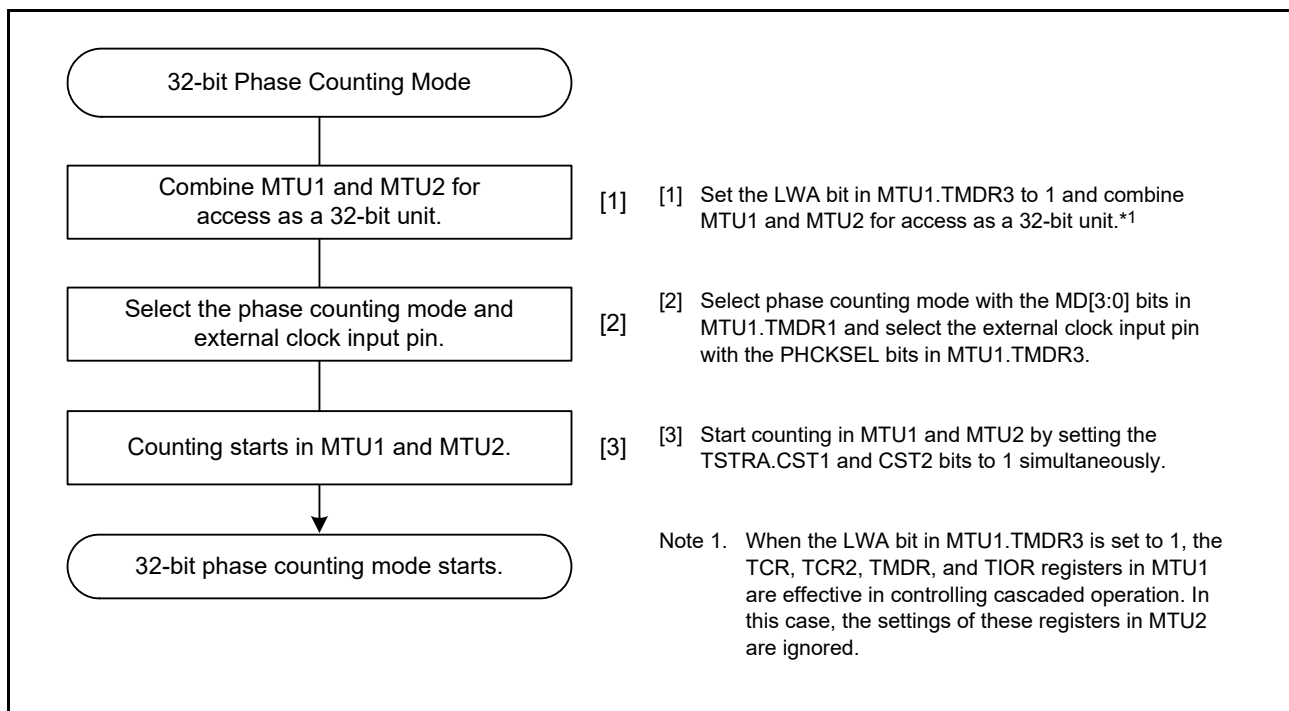 32-bit Phase Counting Mode
Combine MTU1 and MTU2 for
access as a 32-bit unit.
[1]
[1] Set the LWA bit in MTU1.TMDR3 to 1 and combine
MTU1 and MTU2 for access as a 32-bit unit.*1
Select the phase counting mode and
external clock input pin.
[2]
[2] Select phase counting mode with the MD[3:0] bits in
MTU1.TMDR1 and select the external clock input pin
with the PHCKSEL bits in MTU1.TMDR3.
Counting starts in MTU1 and MTU2.
[3]
[3] Start counting in MTU1 and MTU2 by setting the
TSTRA.CST1 and CST2 bits to 1 simultaneously.
32-bit phase counting mode starts.
Note 1. When the LWA bit in MTU1.TMDR3 is set to 1, the
TCR, TCR2, TMDR, and TIOR registers in MTU1
are effective in controlling cascaded operation. In
this case, the settings of these registers in MTU2
are ignored.